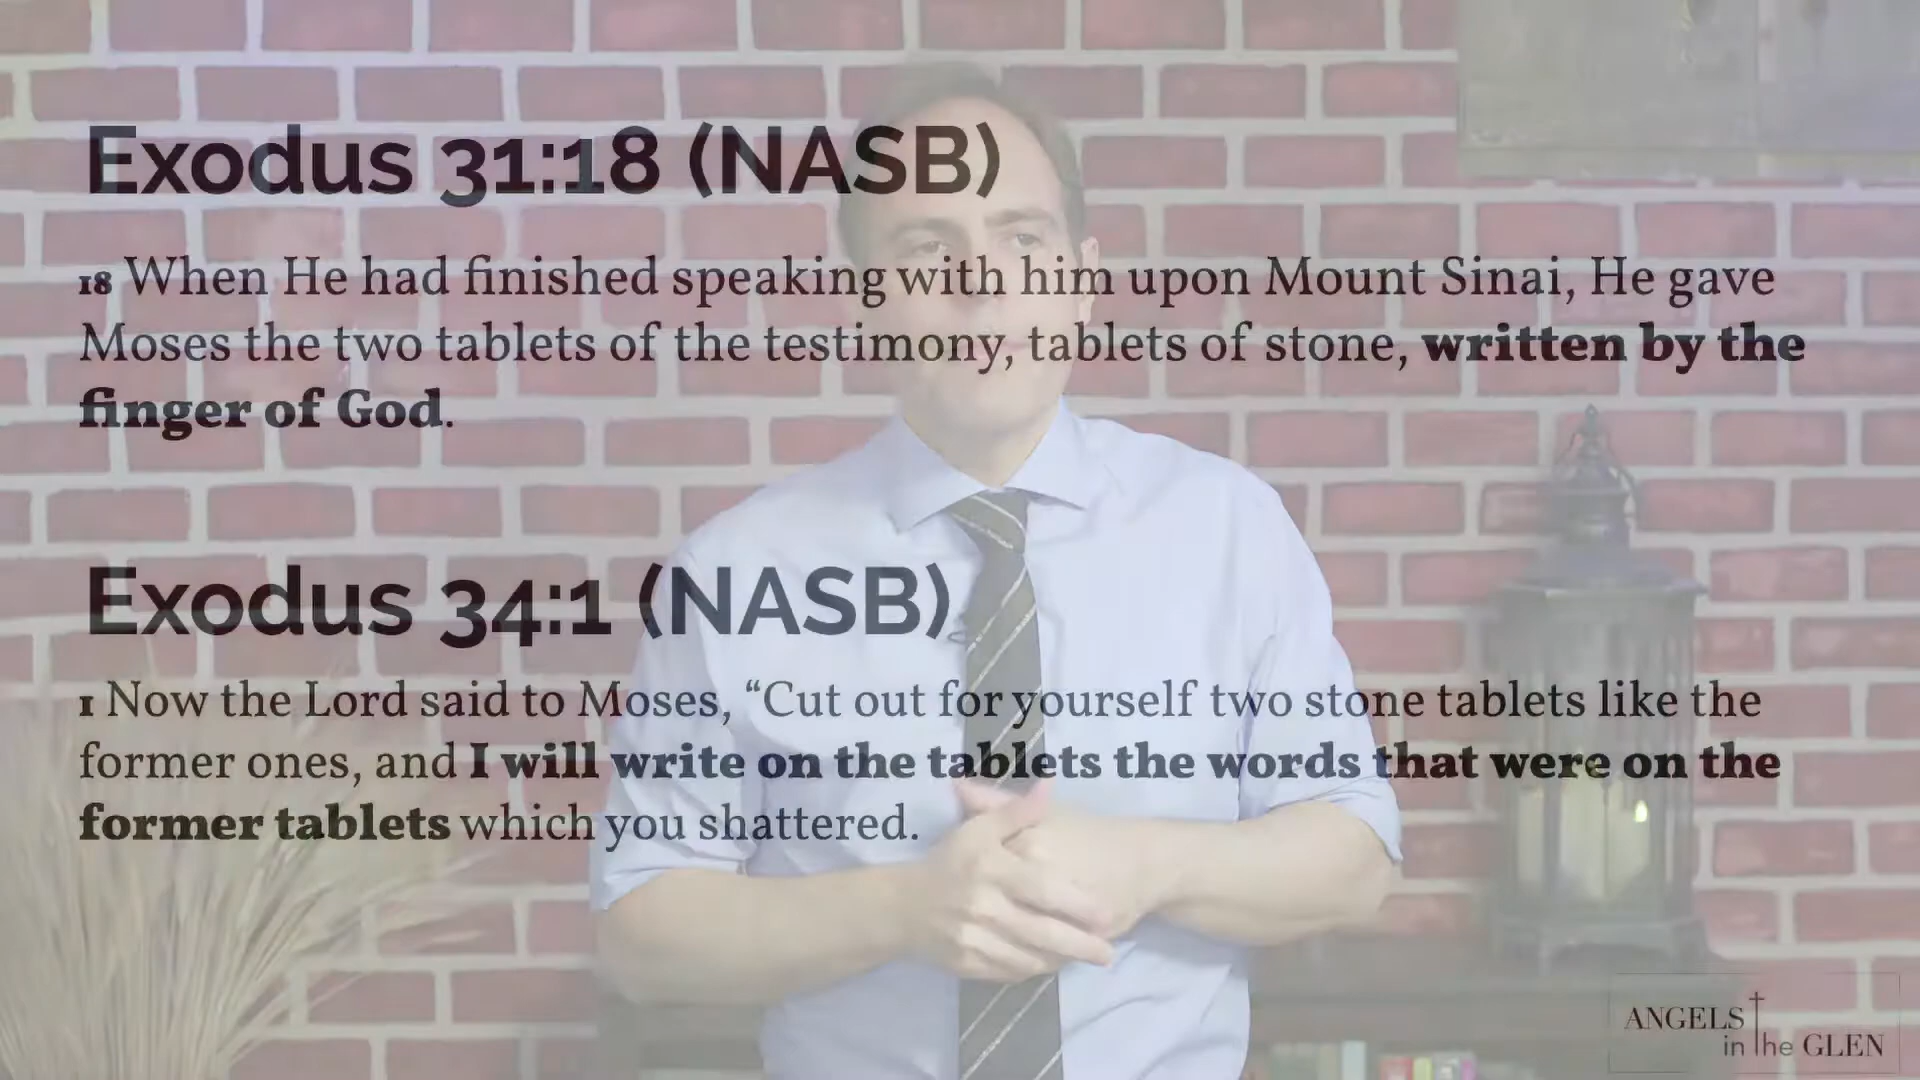 Exodus 31:18 (NASB)
18 When He had finished speaking with him upon Mount Sinai, He gave
Moses the two tablets of the testimony, tablets of stone, written by the
finger of God.
Exodus 34:1 (NASB)
1 Now the Lord said to Moses, “Cut out for yourself two stone tablets like the
former ones, and I will write on the tablets the words that were on the
former tablets which you shattered.
ANGELS
in the GLEN